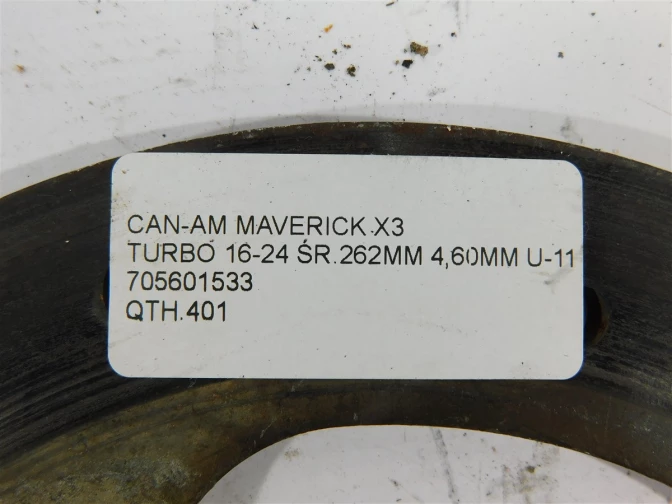 CAN-AM MAVERICK X3
TURBO 16-24 ŚR.262MM 4,60MM U-11
705601533
QTH.401